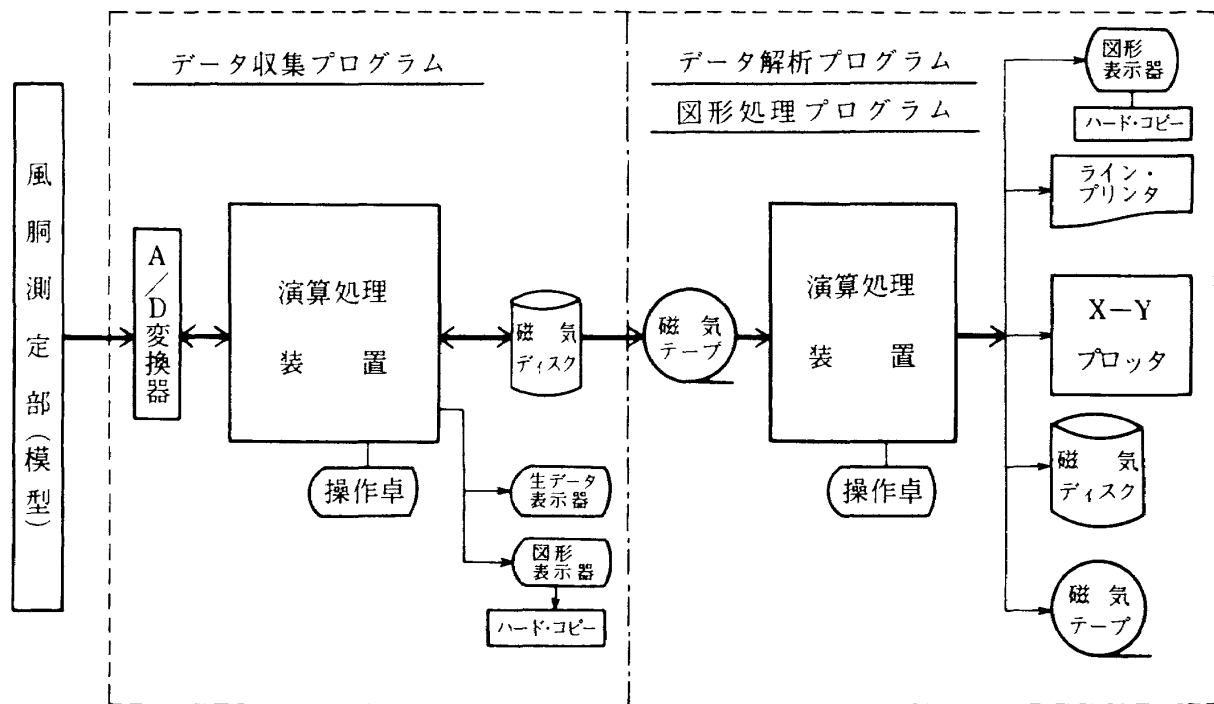 データ収集プログラム
データ解析プログラム
図形処理プログラム
風胴測定部(模型)
A/D変換器
演算処理
装置
操作卓
磁気
ディスク
生データ
表示器
図形
表示器
ハード・コピー
磁気
テープ
演算処理
装置
操作卓
図形
表示器
ハード・コピー
ライン・
プリンタ
X-Y
プロッタ
磁気
ディスク
磁気
テープ